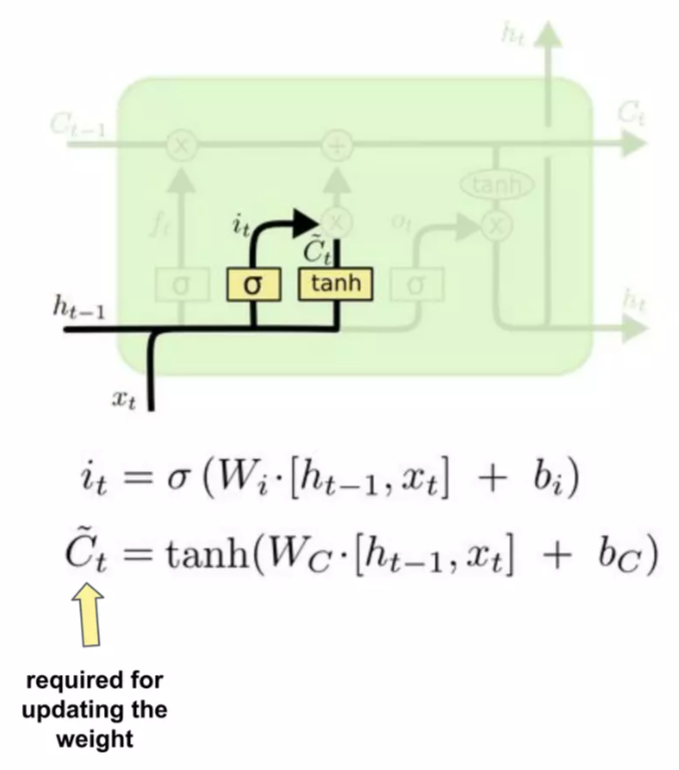 h_t
C_{t-1}
C_t
×
+
tanh
f_t
i_t
×
o_t
×
C̃_t
σ
σ
tanh
σ
h_{t-1}
h_t
x_t
i_t = σ (W_i·[h_{t-1}, x_t] + b_i)
C̃_t = tanh(W_C·[h_{t-1}, x_t] + b_C)
required for
updating the
weight